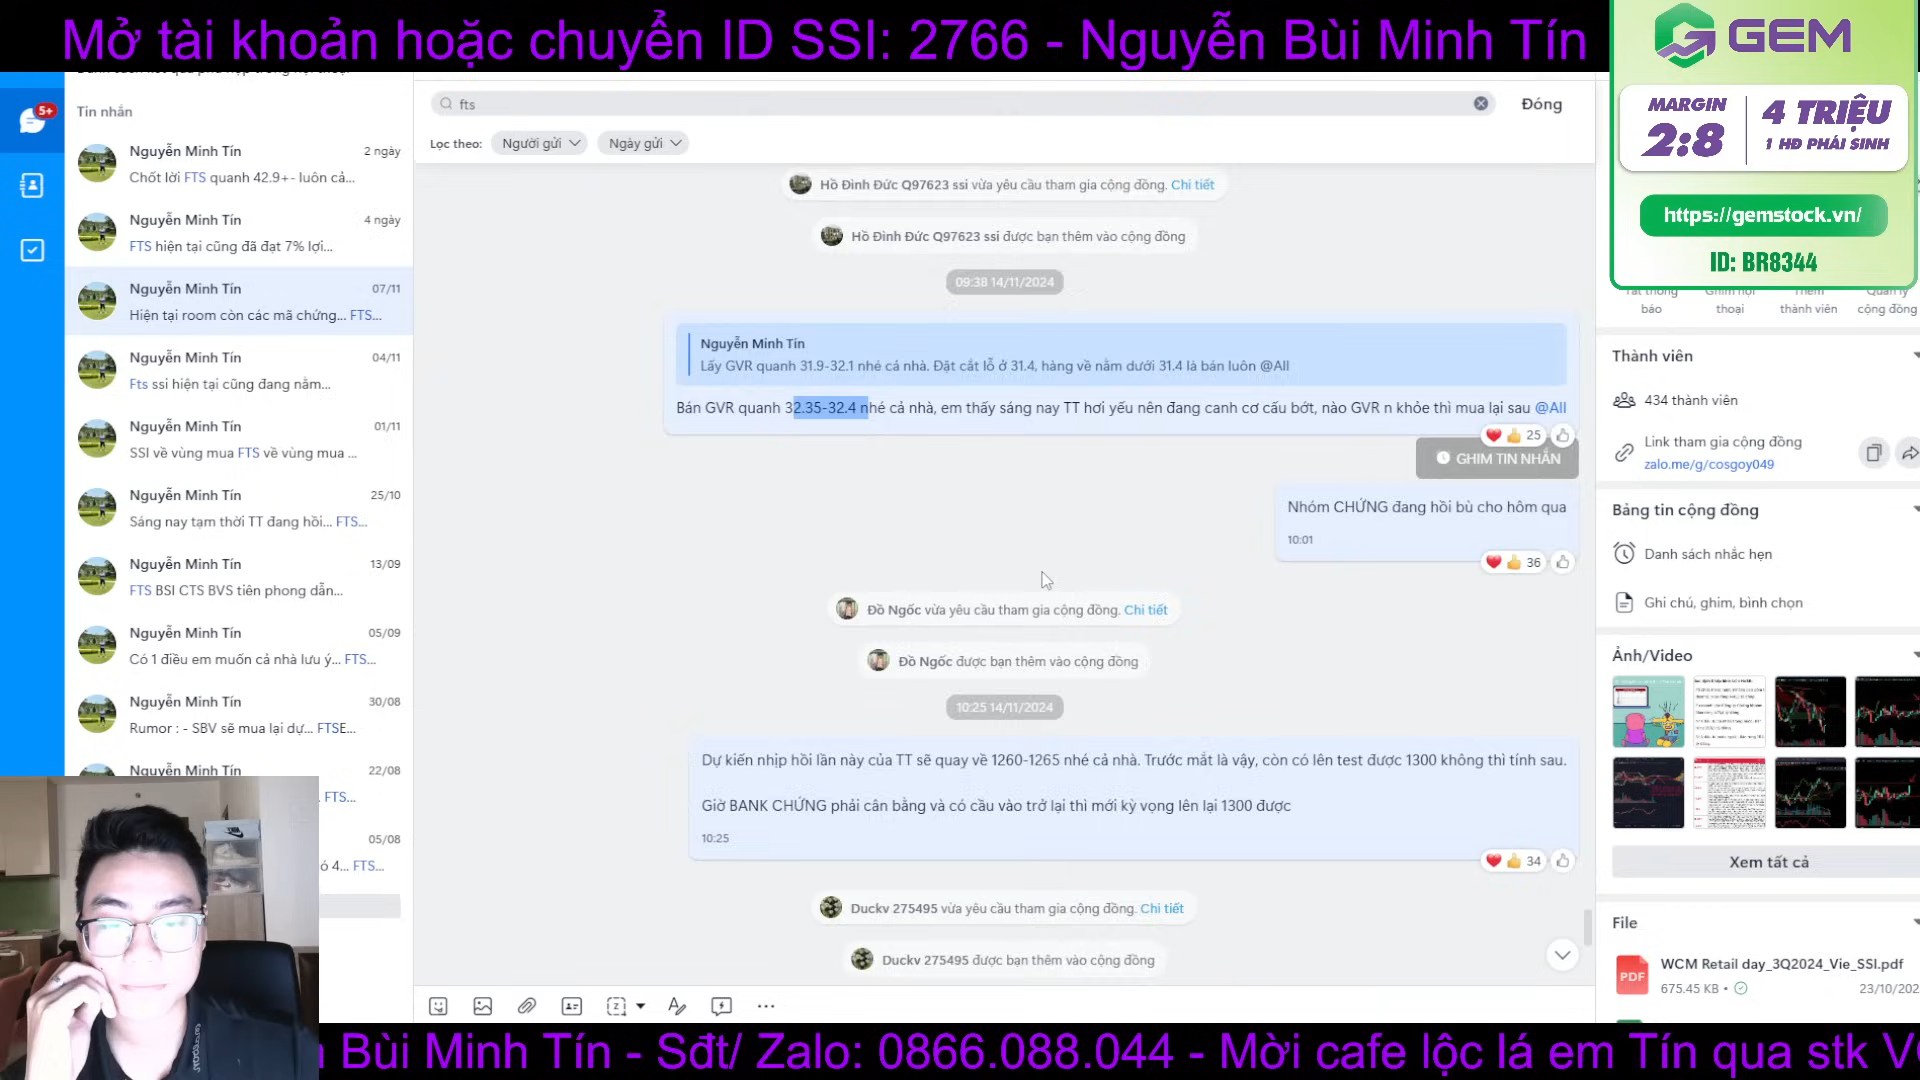 Mở tài khoản hoặc chuyển ID SSI: 2766 - Nguyễn Bùi Minh Tín
GEM
MARGIN
2:8
4 TRIỆU
1 HĐ PHÁI SINH
https://gemstock.vn/
ID: BR8344
5+
Tin nhắn
Nguyễn Minh Tín
2 ngày
Chốt lời FTS quanh 42.9+- luôn cả...
Nguyễn Minh Tín
4 ngày
FTS hiện tại cũng đã đạt 7% lợi...
Nguyễn Minh Tín
07/11
Hiện tại room còn các mã chứng... FTS...
Nguyễn Minh Tín
04/11
Fts ssi hiện tại cũng đang nằm...
Nguyễn Minh Tín
01/11
SSI về vùng mua FTS về vùng mua ...
Nguyễn Minh Tín
25/10
Sáng nay tạm thời TT đang hồi... FTS...
Nguyễn Minh Tín
13/09
FTS BSI CTS BVS tiên phong dẫn...
Nguyễn Minh Tín
05/09
Có 1 điều em muốn cả nhà lưu ý... FTS...
Nguyễn Minh Tín
30/08
Rumor : - SBV sẽ mua lại dự... FTSE...
Nguyễn Minh Tín
22/08
. FTS...
05/08
ó 4... FTS...
fts
Đóng
Lọc theo:
Người gửi
Ngày gửi
Hồ Đình Đức Q97623 ssi vừa yêu cầu tham gia cộng đồng. Chi tiết
Hồ Đình Đức Q97623 ssi được bạn thêm vào cộng đồng
09:38 14/11/2024
Nguyễn Minh Tín
Lấy GVR quanh 31.9-32.1 nhé cả nhà. Đặt cắt lỗ ở 31.4, hàng về nằm dưới 31.4 là bán luôn @All
Bán GVR quanh 32.35-32.4 nhé cả nhà, em thấy sáng nay TT hơi yếu nên đang canh cơ cấu bớt, nào GVR n khỏe thì mua lại sau @All
25
GHIM TIN NHẮN
Nhóm CHỨNG đang hồi bù cho hôm qua
10:01
36
Đỏ Ngốc vừa yêu cầu tham gia cộng đồng. Chi tiết
Đỏ Ngốc được bạn thêm vào cộng đồng
10:25 14/11/2024
Dự kiến nhịp hồi lần này của TT sẽ quay về 1260-1265 nhé cả nhà. Trước mắt là vậy, còn có lên test được 1300 không thì tính sau.
Giờ BANK CHỨNG phải cân bằng và có cầu vào trở lại thì mới kỳ vọng lên lại 1300 được
10:25
34
Duckv 275495 vừa yêu cầu tham gia cộng đồng. Chi tiết
Duckv 275495 được bạn thêm vào cộng đồng
báo
thoại
thành viên
cộng đồng
Thành viên
434 thành viên
Link tham gia cộng đồng
zalo.me/g/cosgoy049
Bảng tin cộng đồng
Danh sách nhắc hẹn
Ghi chú, ghim, bình chọn
Ảnh/Video
Xem tất cả
File
PDF
WCM Retail day_3Q2024_Vie_SSI.pdf
675.45 KB
23/10/202
Bùi Minh Tín - Sđt/ Zalo: 0866.088.044 - Mời cafe lộc lá em Tín qua stk